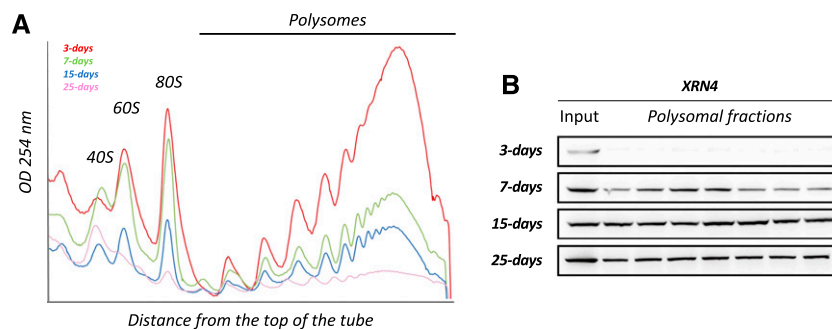 A
Polysomes
3-days
7-days
15-days
25-days
80S
60S
40S
OD 254 nm
Distance from the top of the tube
B
XRN4
Input Polysomal fractions
3-days
7-days
15-days
25-days